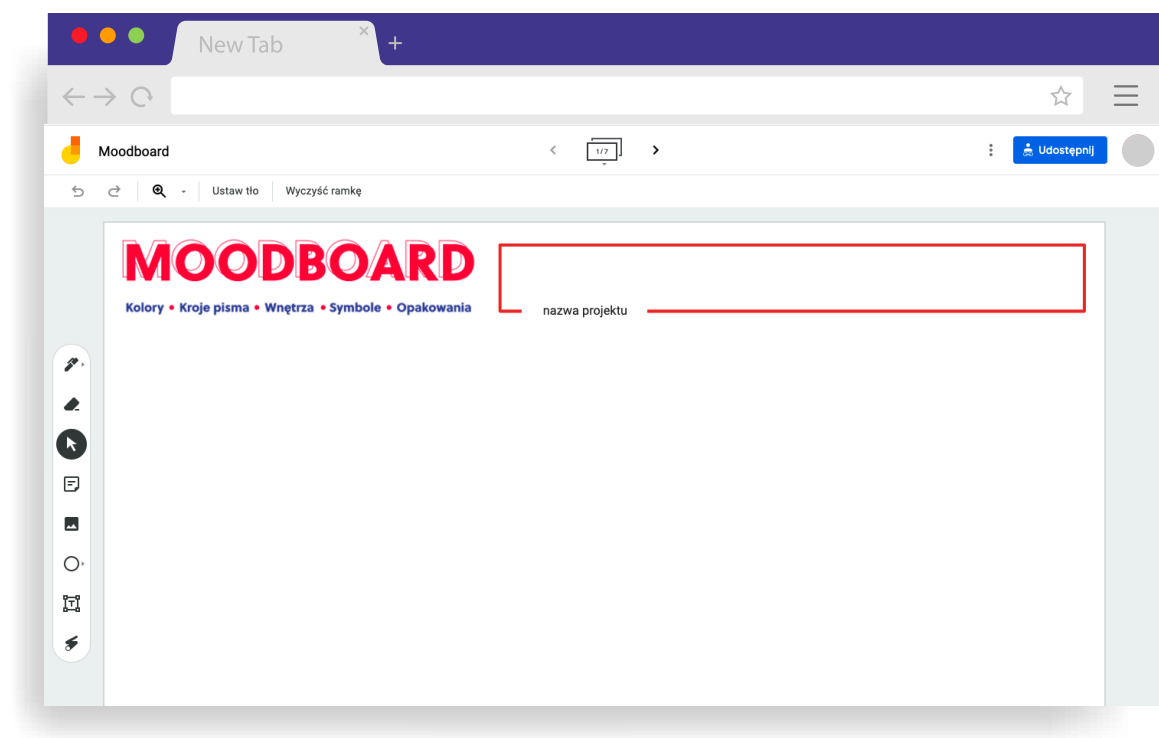 New Tab
Moodboard
1/7
Udostępnij
Ustaw tło
Wyczyść ramkę
MOODBOARD
Kolory • Kroje pisma • Wnętrza • Symbole • Opakowania
nazwa projektu
T